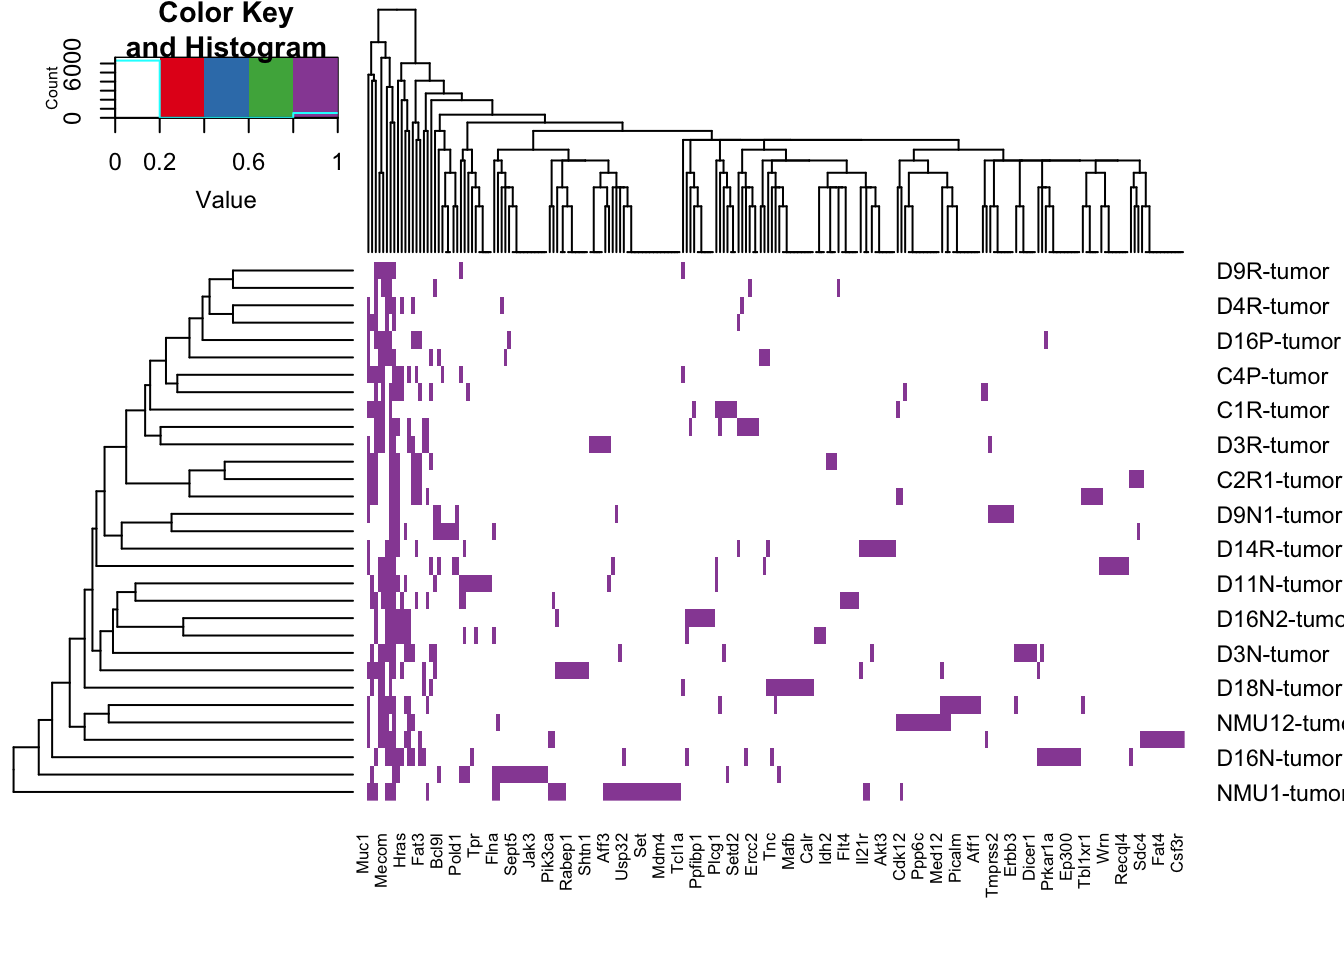 Color Key
and Histogram
Count
0 6000
0 0.2 0.6 1
Value
D9R-tumor
D4R-tumor
D16P-tumor
C4P-tumor
C1R-tumor
D3R-tumor
C2R1-tumor
D9N1-tumor
D14R-tumor
D11N-tumor
D16N2-tumo
D3N-tumor
D18N-tumor
NMU12-tumo
D16N-tumor
NMU1-tumor
Muc1
Mecom
Hras
Fat3
Bcl9l
Pold1
Tpr
Flna
Sept5
Jak3
Pik3ca
Rabep1
Shtn1
Aff3
Usp32
Set
Mdm4
Tcl1a
Ppfibp1
Plcg1
Setd2
Ercc2
Tnc
Mafb
Calr
Idh2
Flt4
Il21r
Akt3
Cdk12
Ppp6c
Med12
Picalm
Aff1
Tmprss2
Erbb3
Dicer1
Prkar1a
Ep300
Tbl1xr1
Wrn
Recql4
Sdc4
Fat4
Csf3r